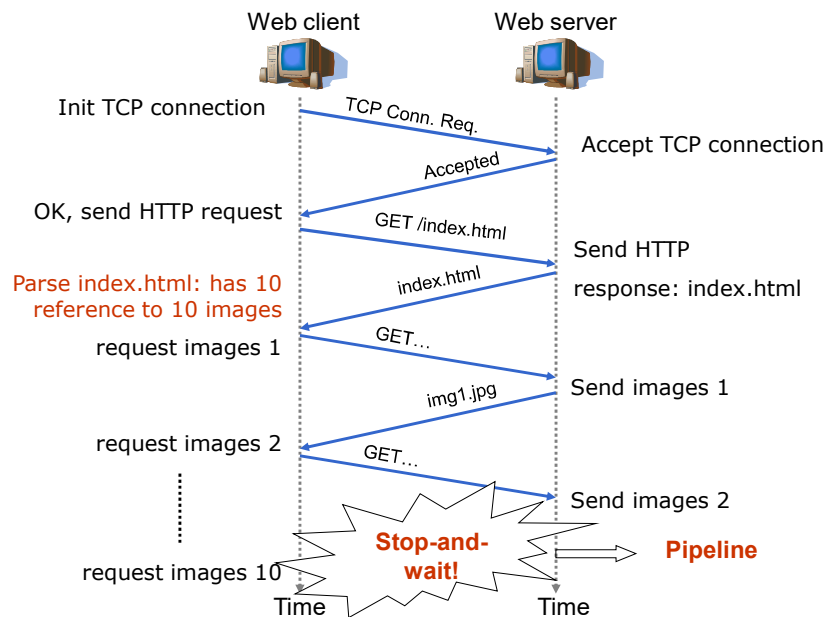 Web client
Web server
Init TCP connection
TCP Conn. Req.
Accept TCP connection
Accepted
OK, send HTTP request
GET /index.html
Send HTTP
response: index.html
index.html
Parse index.html: has 10
reference to 10 images
request images 1
GET…
Send images 1
img1.jpg
request images 2
GET…
Send images 2
Stop-and-
wait!
Pipeline
request images 10
Time
Time